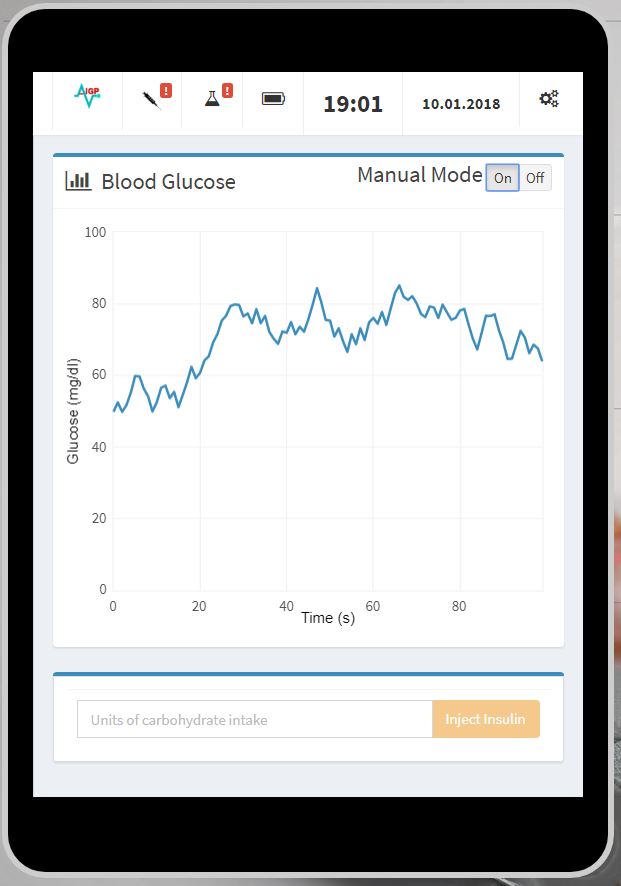 IGP
!
!
19:01
10.01.2018
Blood Glucose
Manual Mode On Off
100
80
60
40
20
0
Glucose (mg/dl)
0 20 40 60 80
Time (s)
Units of carbohydrate intake
Inject Insulin